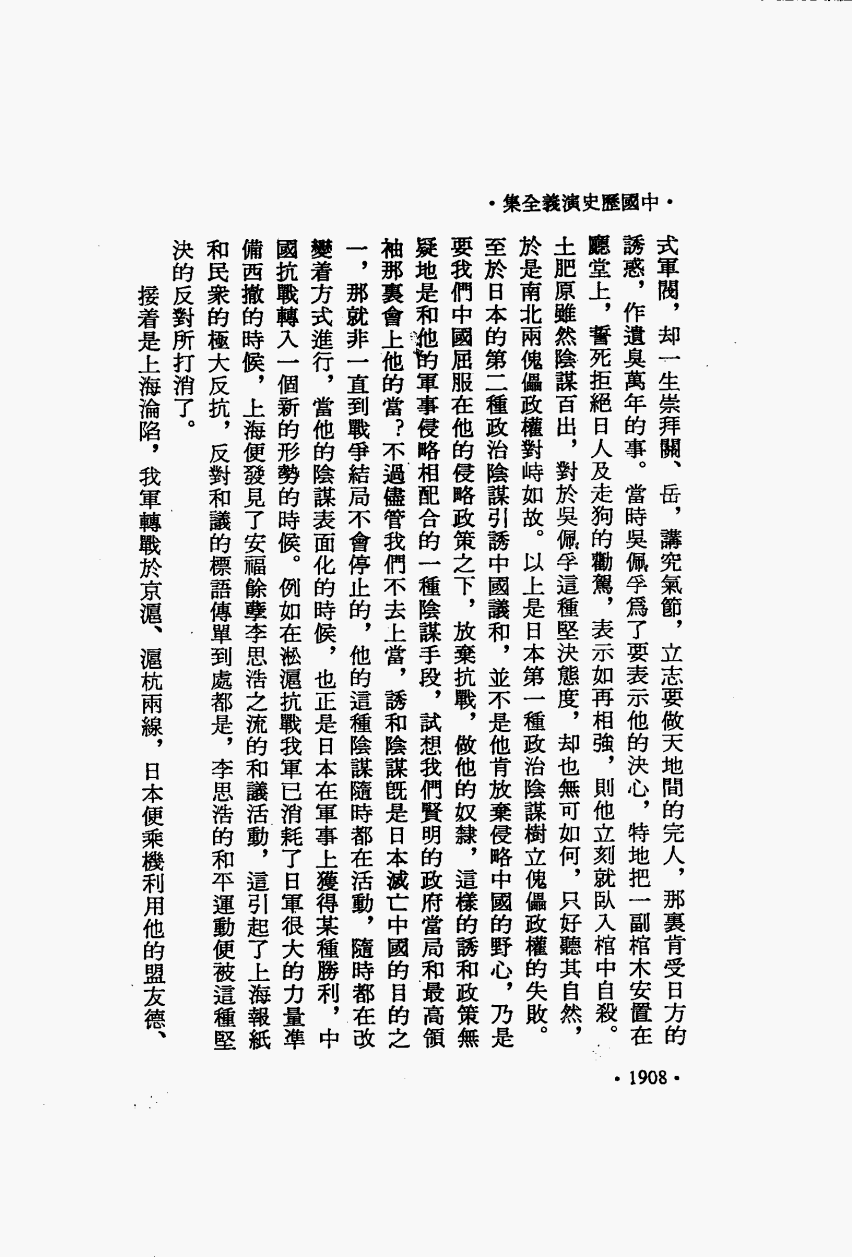 ·中國歷史演義全集·
式軍閥，却一生崇拜關、岳，講究氣節，立志要做天地間的完人，那裏肯受日方的
誘惑，作遺臭萬年的事。當時吳佩孚爲了要表示他的決心，特地把一副棺木安置在
廳堂上，誓死拒絕日人及走狗的勸駕，表示如再相強，則他立刻就臥入棺中自殺。
土肥原雖然陰謀百出，對於吳佩孚這種堅決態度，却也無可如何，只好聽其自然，
於是南北兩傀儡政權對峙如故。以上是日本第一種政治陰謀樹立傀儡政權的失敗。
至於日本的第二種政治陰謀引誘中國議和，並不是他肯放棄侵略中國的野心，乃是
要我們中國屈服在他的侵略政策之下，放棄抗戰，做他的奴隸，這樣的誘和政策無
疑地是和他的軍事侵略相配合的一種陰謀手段，試想我們賢明的政府當局和最高領
袖那裏會上他的當？不過儘管我們不去上當，誘和陰謀旣是日本滅亡中國的目的之
一，那就非一直到戰爭結局不會停止的，他的這種陰謀隨時都在活動，隨時都在改
變着方式進行，當他的陰謀表面化的時候，也正是日本在軍事上獲得某種勝利，中
國抗戰轉入一個新的形勢的時候。例如在淞滬抗戰我軍已消耗了日軍很大的力量準
備西撤的時候，上海便發見了安福餘孽李思浩之流的和議活動，這引起了上海報紙
和民衆的極大反抗，反對和議的標語傳單到處都是，李思浩的和平運動便被這種堅
決的反對所打消了。
接着是上海淪陷，我軍轉戰於京滬、滬杭兩線，日本便乘機利用他的盟友德、
·1908·